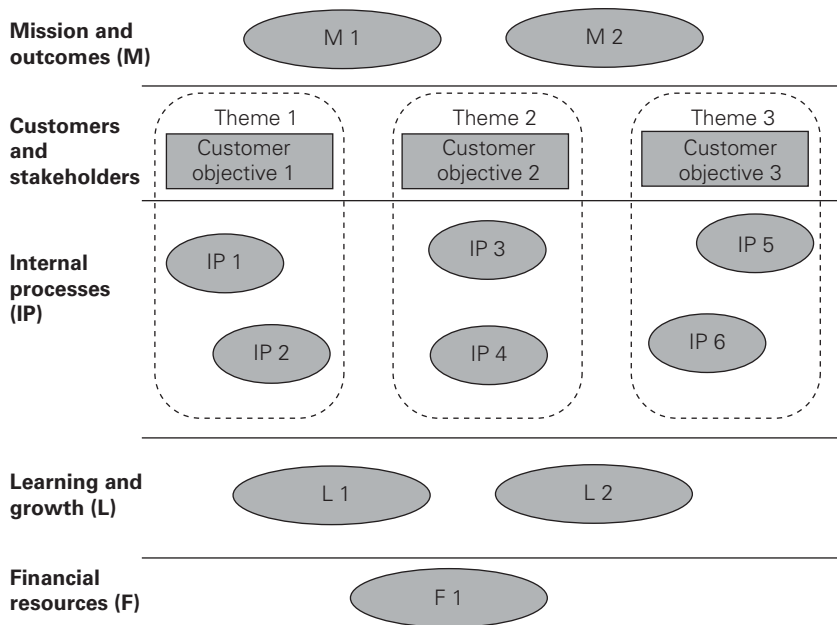 Mission and
outcomes (M)
M 1
M 2
Customers
and
stakeholders
Theme 1
Customer
objective 1
Theme 2
Customer
objective 2
Theme 3
Customer
objective 3
Internal
processes
(IP)
IP 1
IP 2
IP 3
IP 4
IP 5
IP 6
Learning and
growth (L)
L 1
L 2
Financial
resources (F)
F 1